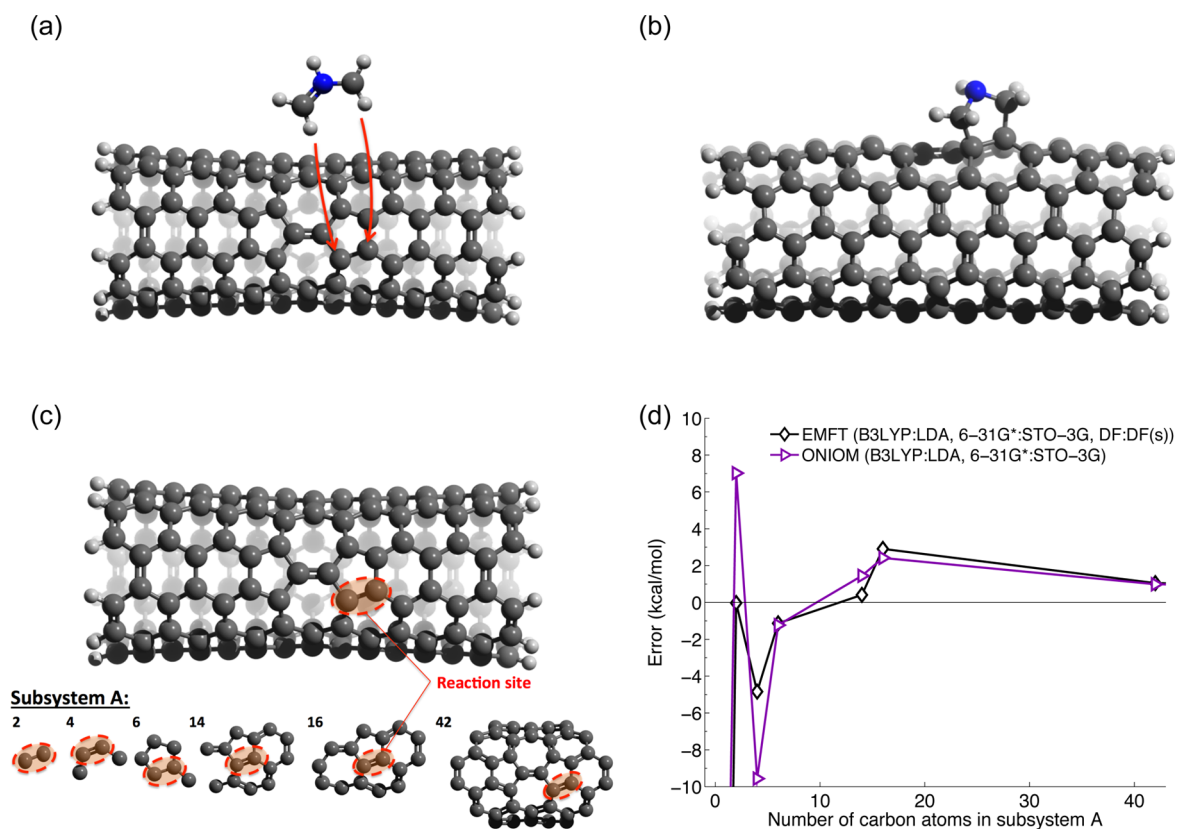 (a)
(b)
(c)
Reaction site
Subsystem A:
2 4 6 14 16 42
(d)
EMFT (B3LYP:LDA, 6−31G*:STO−3G, DF:DF(s))
ONIOM (B3LYP:LDA, 6−31G*:STO−3G)
Error (kcal/mol)
10
8
6
4
2
0
−2
−4
−6
−8
−10
0 10 20 30 40
Number of carbon atoms in subsystem A